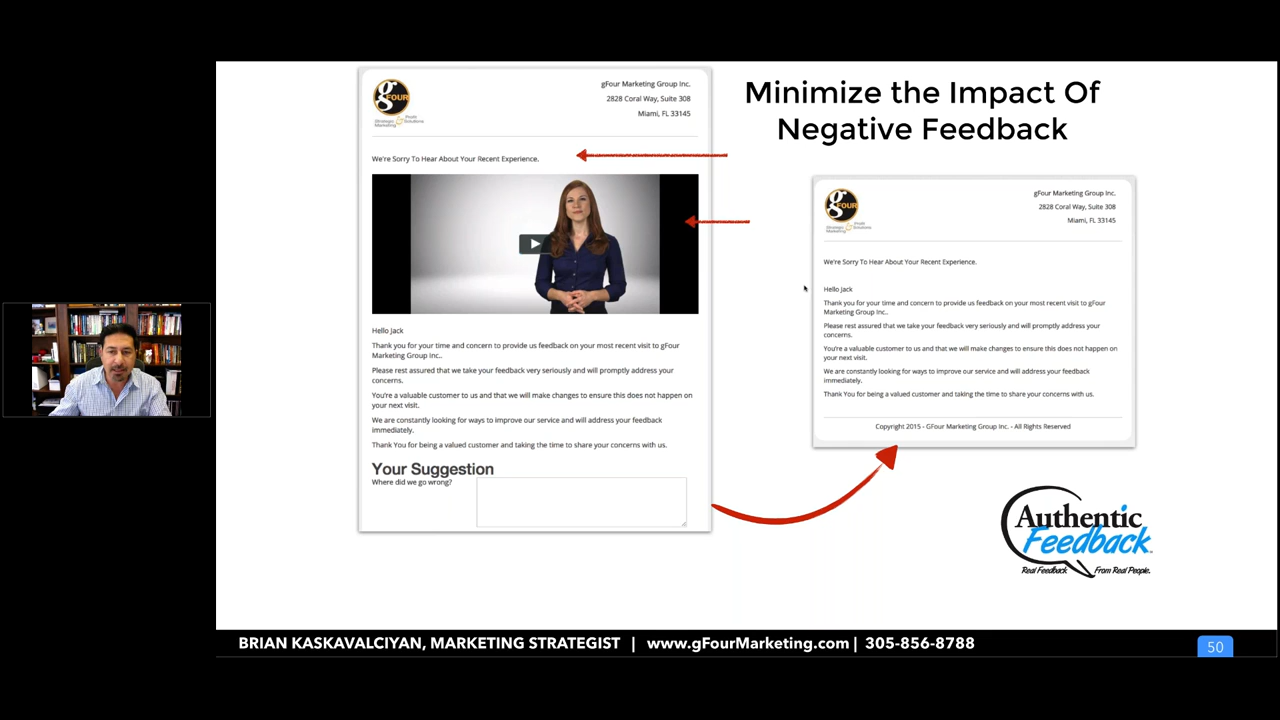 gFOUR
Strategic Marketing & Profit Solutions
gFour Marketing Group Inc.
2828 Coral Way, Suite 308
Miami, FL 33145
We're Sorry To Hear About Your Recent Experience.
Hello Jack
Thank you for your time and concern to provide us feedback on your most recent visit to gFour
Marketing Group Inc..
Please rest assured that we take your feedback very seriously and will promptly address your
concerns.
You're a valuable customer to us and that we will make changes to ensure this does not happen on
your next visit.
We are constantly looking for ways to improve our service and will address your feedback
immediately.
Thank You for being a valued customer and taking the time to share your concerns with us.
Your Suggestion
Where did we go wrong?
Minimize the Impact Of
Negative Feedback
gFOUR
Strategic Marketing & Profit Solutions
gFour Marketing Group Inc.
2828 Coral Way, Suite 308
Miami, FL 33145
We're Sorry To Hear About Your Recent Experience.
Hello Jack
Thank you for your time and concern to provide us feedback on your most recent visit to gFour
Marketing Group Inc..
Please rest assured that we take your feedback very seriously and will promptly address your
concerns.
You're a valuable customer to us and that we will make changes to ensure this does not happen on
your next visit.
We are constantly looking for ways to improve our service and will address your feedback
immediately.
Thank You for being a valued customer and taking the time to share your concerns with us.
Copyright 2015 - GFour Marketing Group Inc. - All Rights Reserved
Authentic
Feedback
Real Feedback From Real People.
BRIAN KASKAVALCIYAN, MARKETING STRATEGIST | www.gFourMarketing.com | 305-856-8788
50